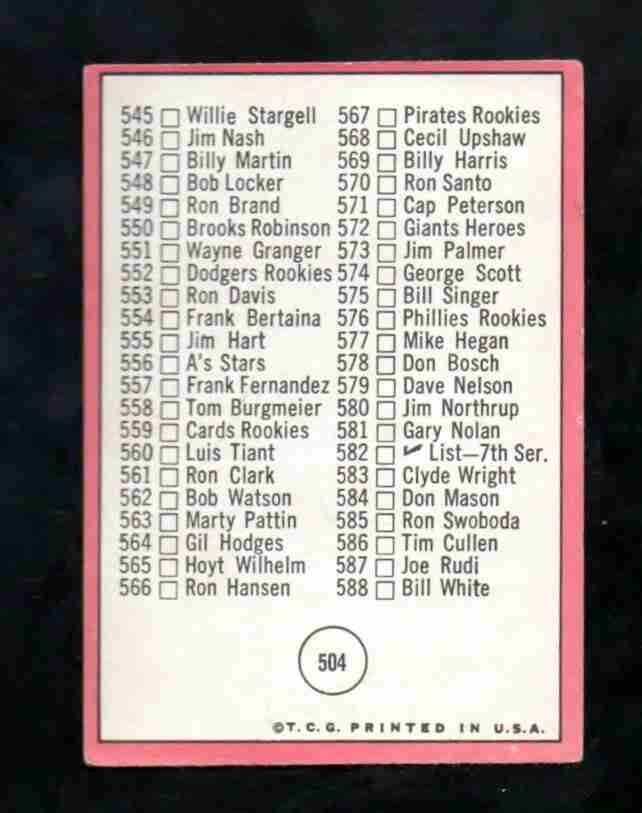 545 Willie Stargell
546 Jim Nash
547 Billy Martin
548 Bob Locker
549 Ron Brand
550 Brooks Robinson
551 Wayne Granger
552 Dodgers Rookies
553 Ron Davis
554 Frank Bertaina
555 Jim Hart
556 A's Stars
557 Frank Fernandez
558 Tom Burgmeier
559 Cards Rookies
560 Luis Tiant
561 Ron Clark
562 Bob Watson
563 Marty Pattin
564 Gil Hodges
565 Hoyt Wilhelm
566 Ron Hansen
567 Pirates Rookies
568 Cecil Upshaw
569 Billy Harris
570 Ron Santo
571 Cap Peterson
572 Giants Heroes
573 Jim Palmer
574 George Scott
575 Bill Singer
576 Phillies Rookies
577 Mike Hegan
578 Don Bosch
579 Dave Nelson
580 Jim Northrup
581 Gary Nolan
582 ✓ List—7th Ser.
583 Clyde Wright
584 Don Mason
585 Ron Swoboda
586 Tim Cullen
587 Joe Rudi
588 Bill White
504
©T.C.G. PRINTED IN U.S.A.